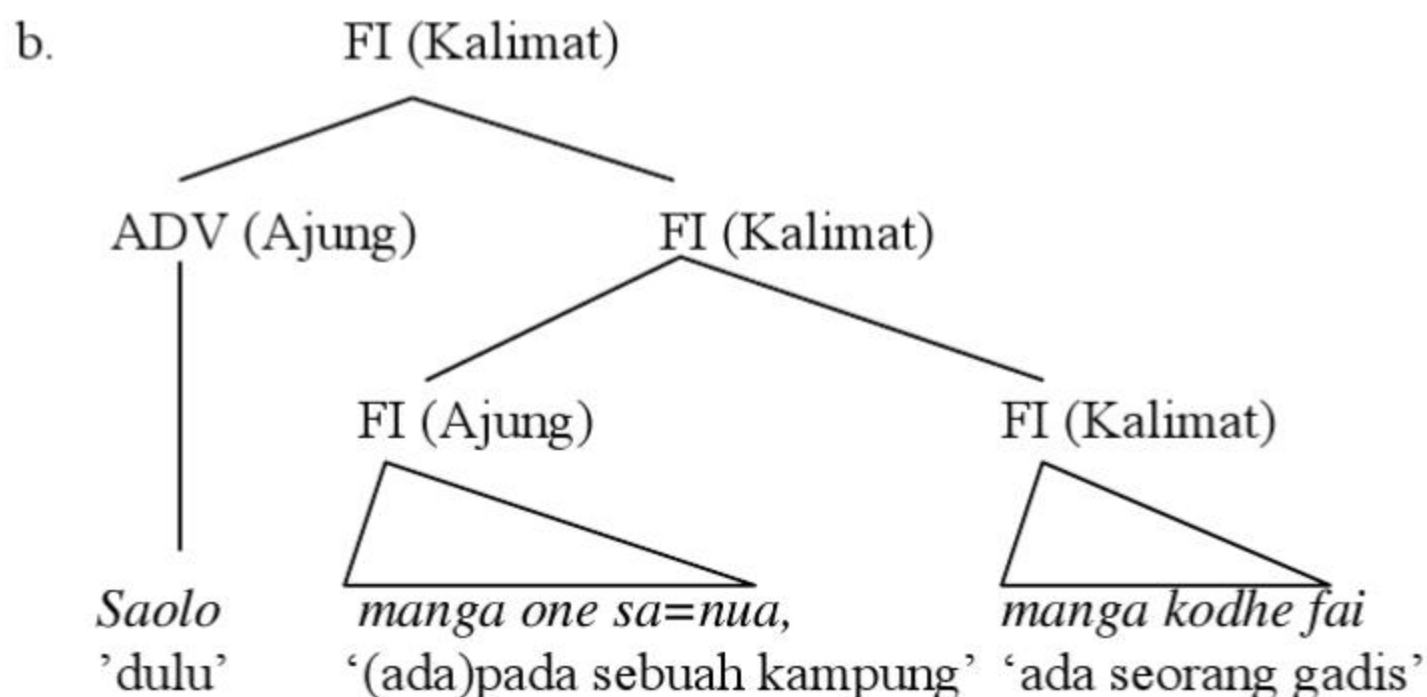 b. FI (Kalimat)
ADV (Ajung) FI (Kalimat)
FI (Ajung) FI (Kalimat)
Saolo manga one sa=nua, manga kodhe fai
’dulu’ ‘(ada)pada sebuah kampung’ ‘ada seorang gadis’